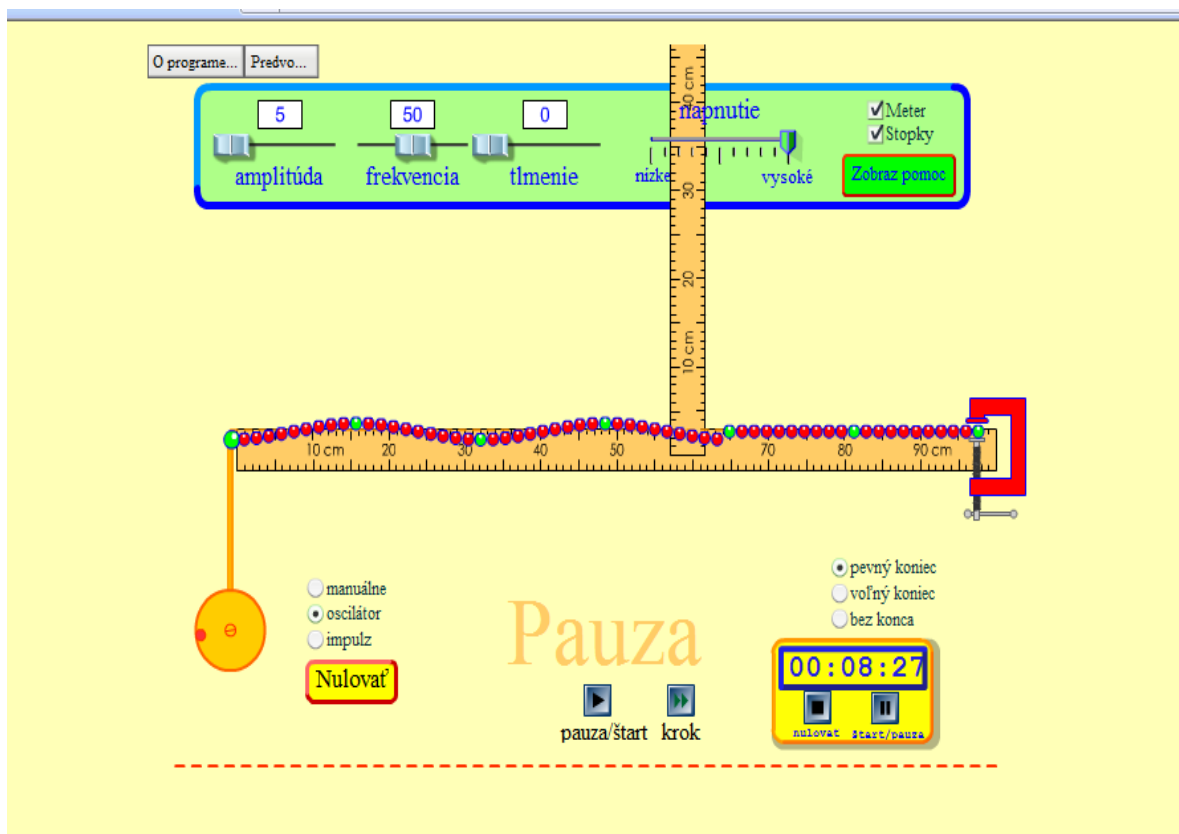 O programe... Predvo...
5 50 0
amplitúda frekvencia tlmenie
napnutie
nízke vysoké
Meter
Stopky
Zobraz pomoc
40 cm
30
20
10 cm
10 cm 20 30 40 50 70 80 90 cm
manuálne
oscilátor
impulz
Nulovať
Pauza
pauza/štart krok
pevný koniec
voľný koniec
bez konca
00:08:27
nulovat štart/pauza